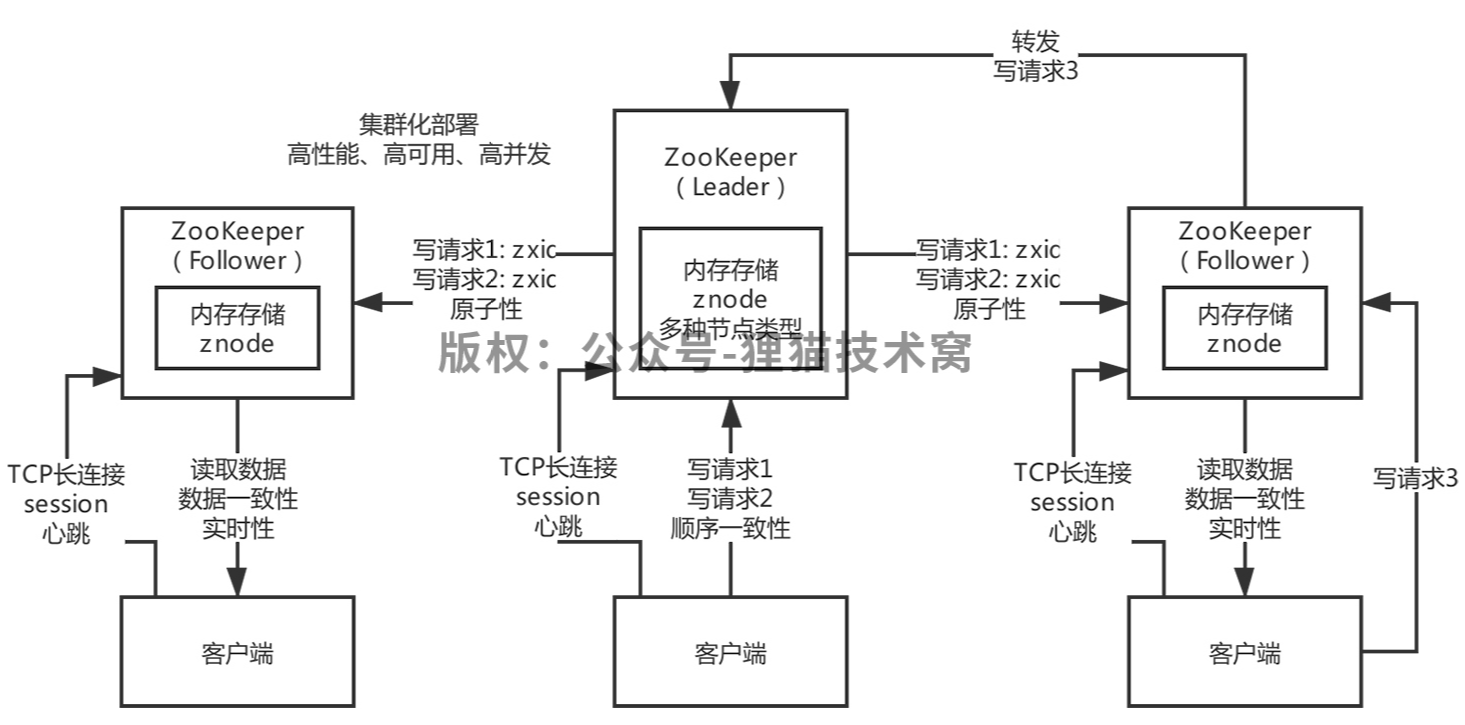 转发
写请求3
集群化部署
高性能、高可用、高并发
ZooKeeper
(Leader)
内存存储
znode
多种节点类型
ZooKeeper
(Follower)
内存存储
znode
写请求1: zxic
写请求2: zxic
原子性
写请求1: zxic
写请求2: zxic
原子性
ZooKeeper
(Follower)
内存存储
znode
版权：公众号-狸猫技术窝
TCP长连接
session
心跳
读取数据
数据一致性
实时性
TCP长连接
session
心跳
写请求1
写请求2
顺序一致性
TCP长连接
session
心跳
读取数据
数据一致性
实时性
写请求3
客户端
客户端
客户端